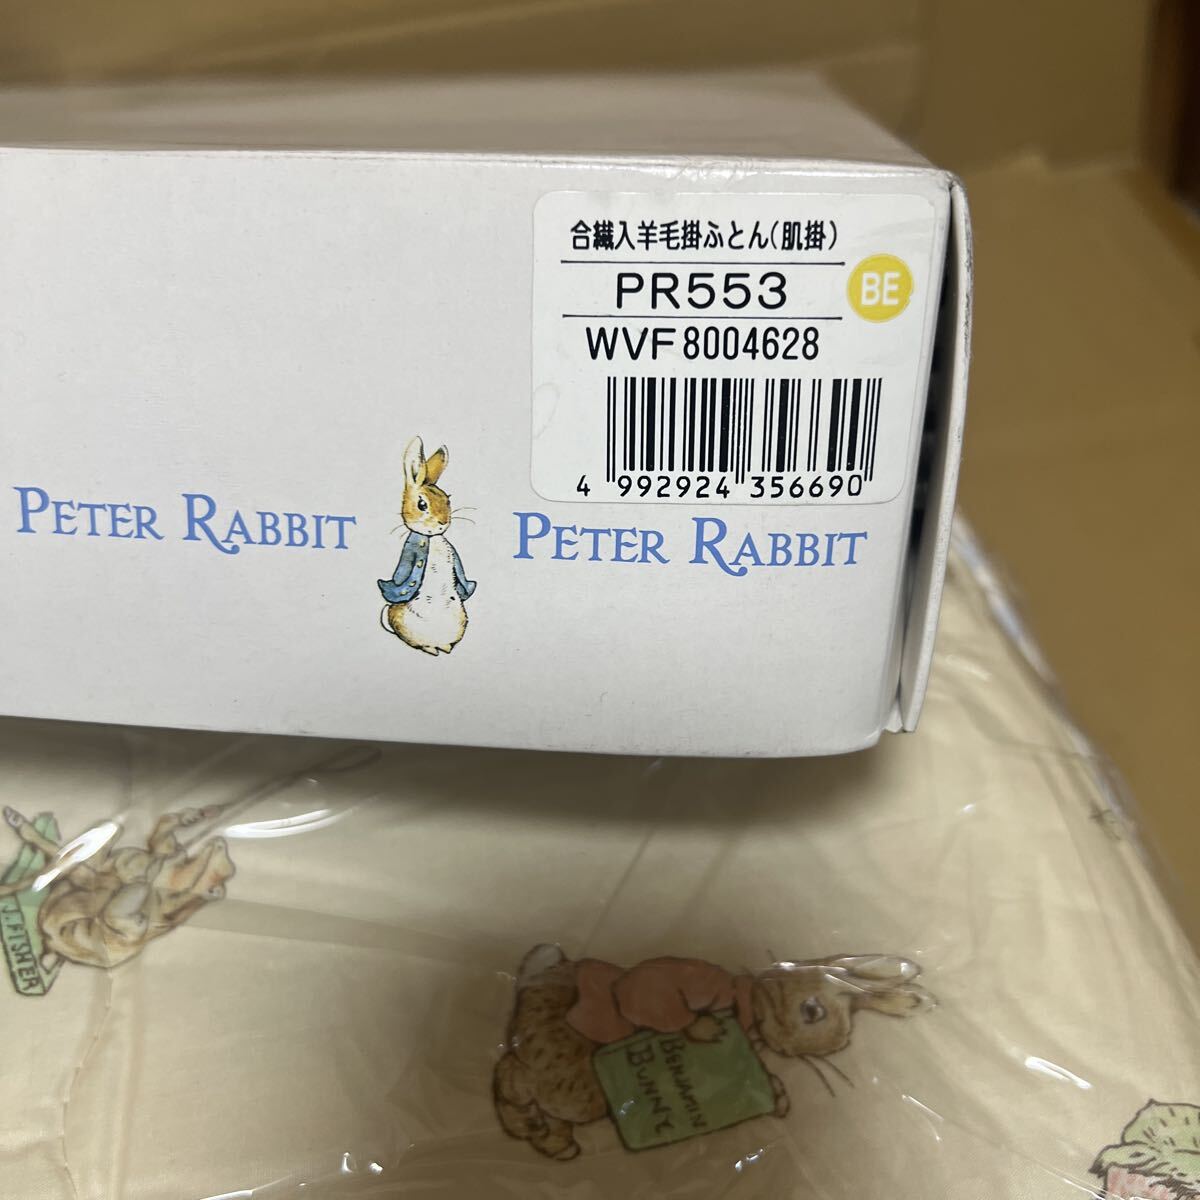 合繊入羊毛掛ふとん(肌掛)
PR553
BE
WVF8004628
4 992924 356690
PETER RABBIT
PETER RABBIT
J. FISHER
BENJAMIN
BUNNY